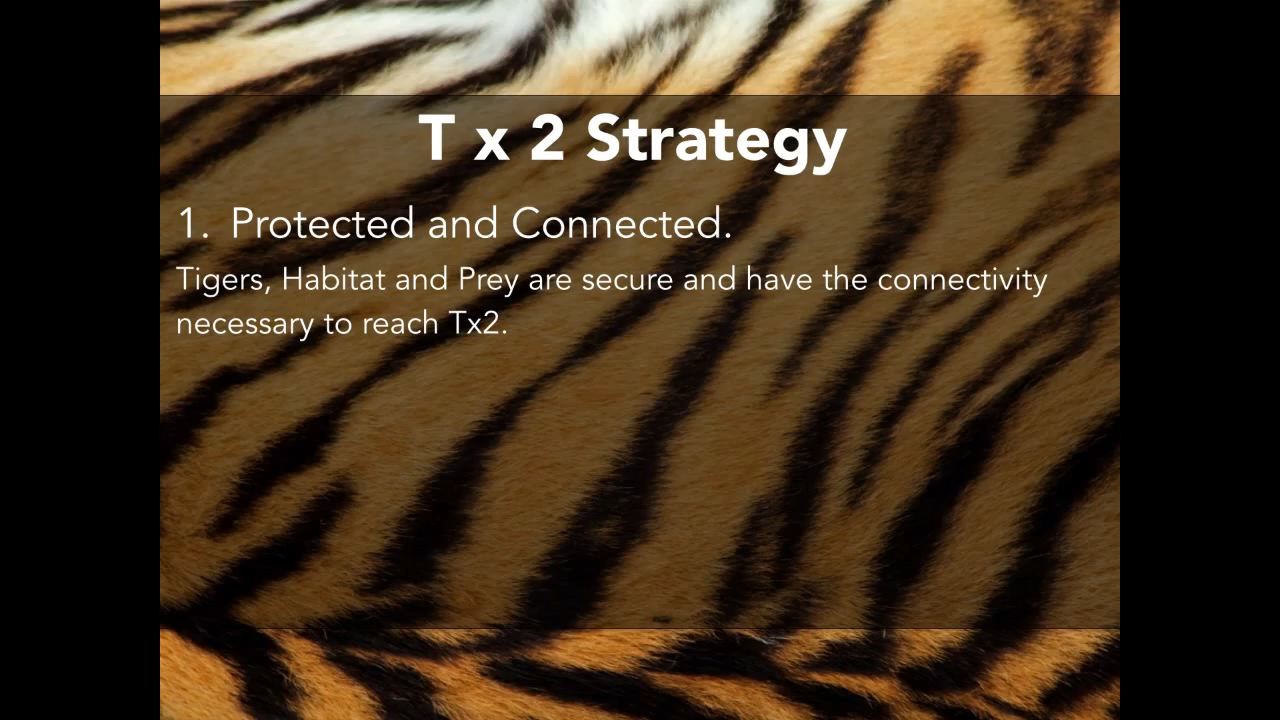 T x 2 Strategy
1. Protected and Connected.
Tigers, Habitat and Prey are secure and have the connectivity
necessary to reach Tx2.